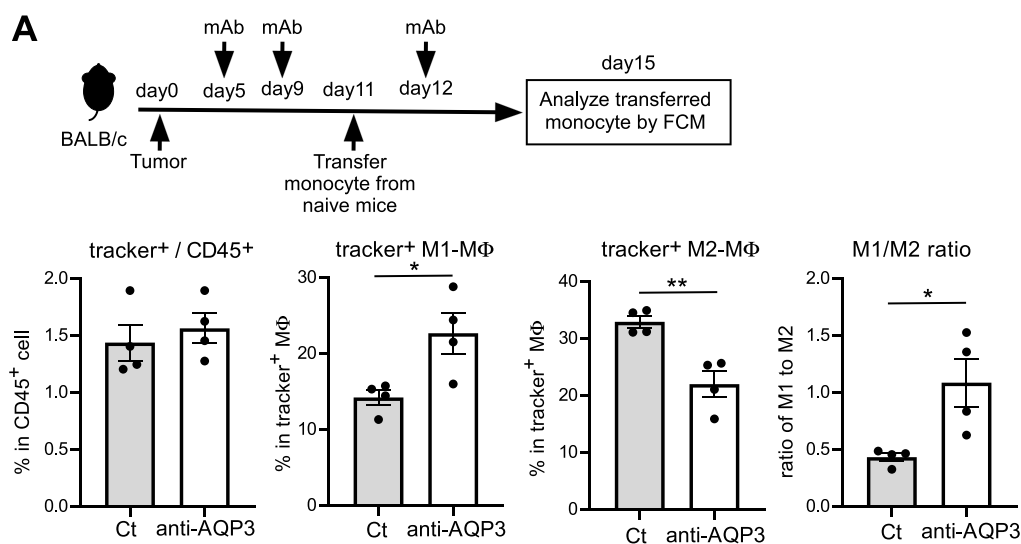 A
mAb mAb mAb
day0 day5 day9 day11 day12 day15
BALB/c
Tumor
Transfer
monocyte from
naive mice
Analyze transferred
monocyte by FCM
tracker+ / CD45+
% in CD45+ cell
2.0
1.5
1.0
0.5
0.0
Ct anti-AQP3
tracker+ M1-MΦ
*
% in tracker+ MΦ
30
20
10
0
Ct anti-AQP3
tracker+ M2-MΦ
**
% in tracker+ MΦ
40
30
20
10
0
Ct anti-AQP3
M1/M2 ratio
*
ratio of M1 to M2
2.0
1.5
1.0
0.5
0.0
Ct anti-AQP3